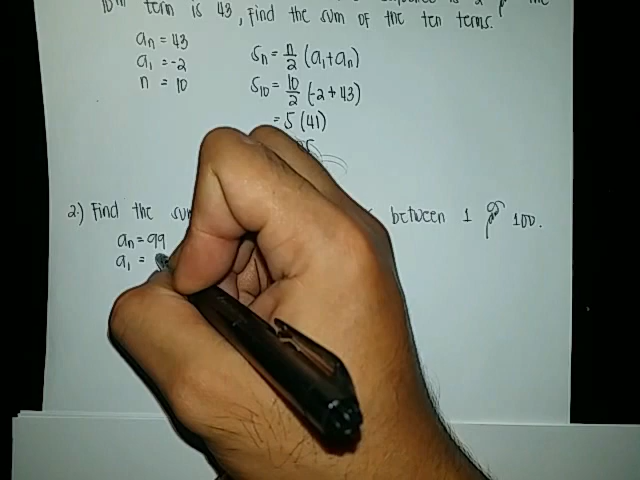 10th term is 43, Find the sum of the ten terms.
an = 43
a1 = -2
n = 10
Sn = n/2 (a1 + an)
S10 = 10/2 (-2 + 43)
= 5 (41)
2.) Find the between 1 100.
an = 99
a1 =